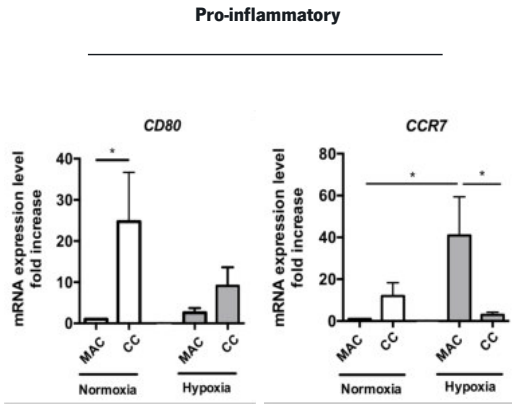 Pro-inflammatory
CD80
mRNA expression level
fold increase
40
30
20
10
0
*
MAC
CC
MAC
CC
Normoxia
Hypoxia
CCR7
mRNA expression level
fold increase
80
60
40
20
0
*
*
MAC
CC
MAC
CC
Normoxia
Hypoxia